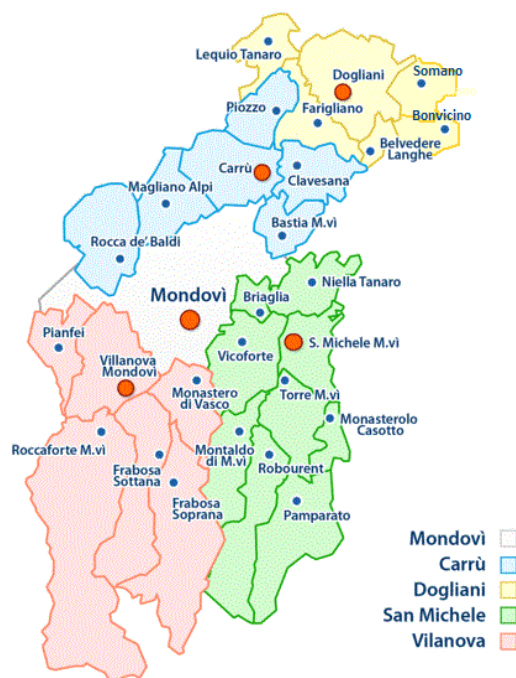 Lequio Tanaro
Dogliani
Somano
Piozzo
Farigliano
Bonvicino
Belvedere
Langhe
Carrù
Clavesana
Magliano Alpi
Bastia M.vì
Rocca de' Baldi
Niella Tanaro
Briaglia
Mondovì
Pianfei
S. Michele M.vì
Vicoforte
Villanova
Mondovì
Monastero
di Vasco
Torre M.vì
Monasterolo
Casotto
Roccaforte M.vì
Montaldo
di M.vì
Robourent
Frabosa
Sottana
Frabosa
Soprana
Pamparato
Mondovì
Carrù
Dogliani
San Michele
Vilanova